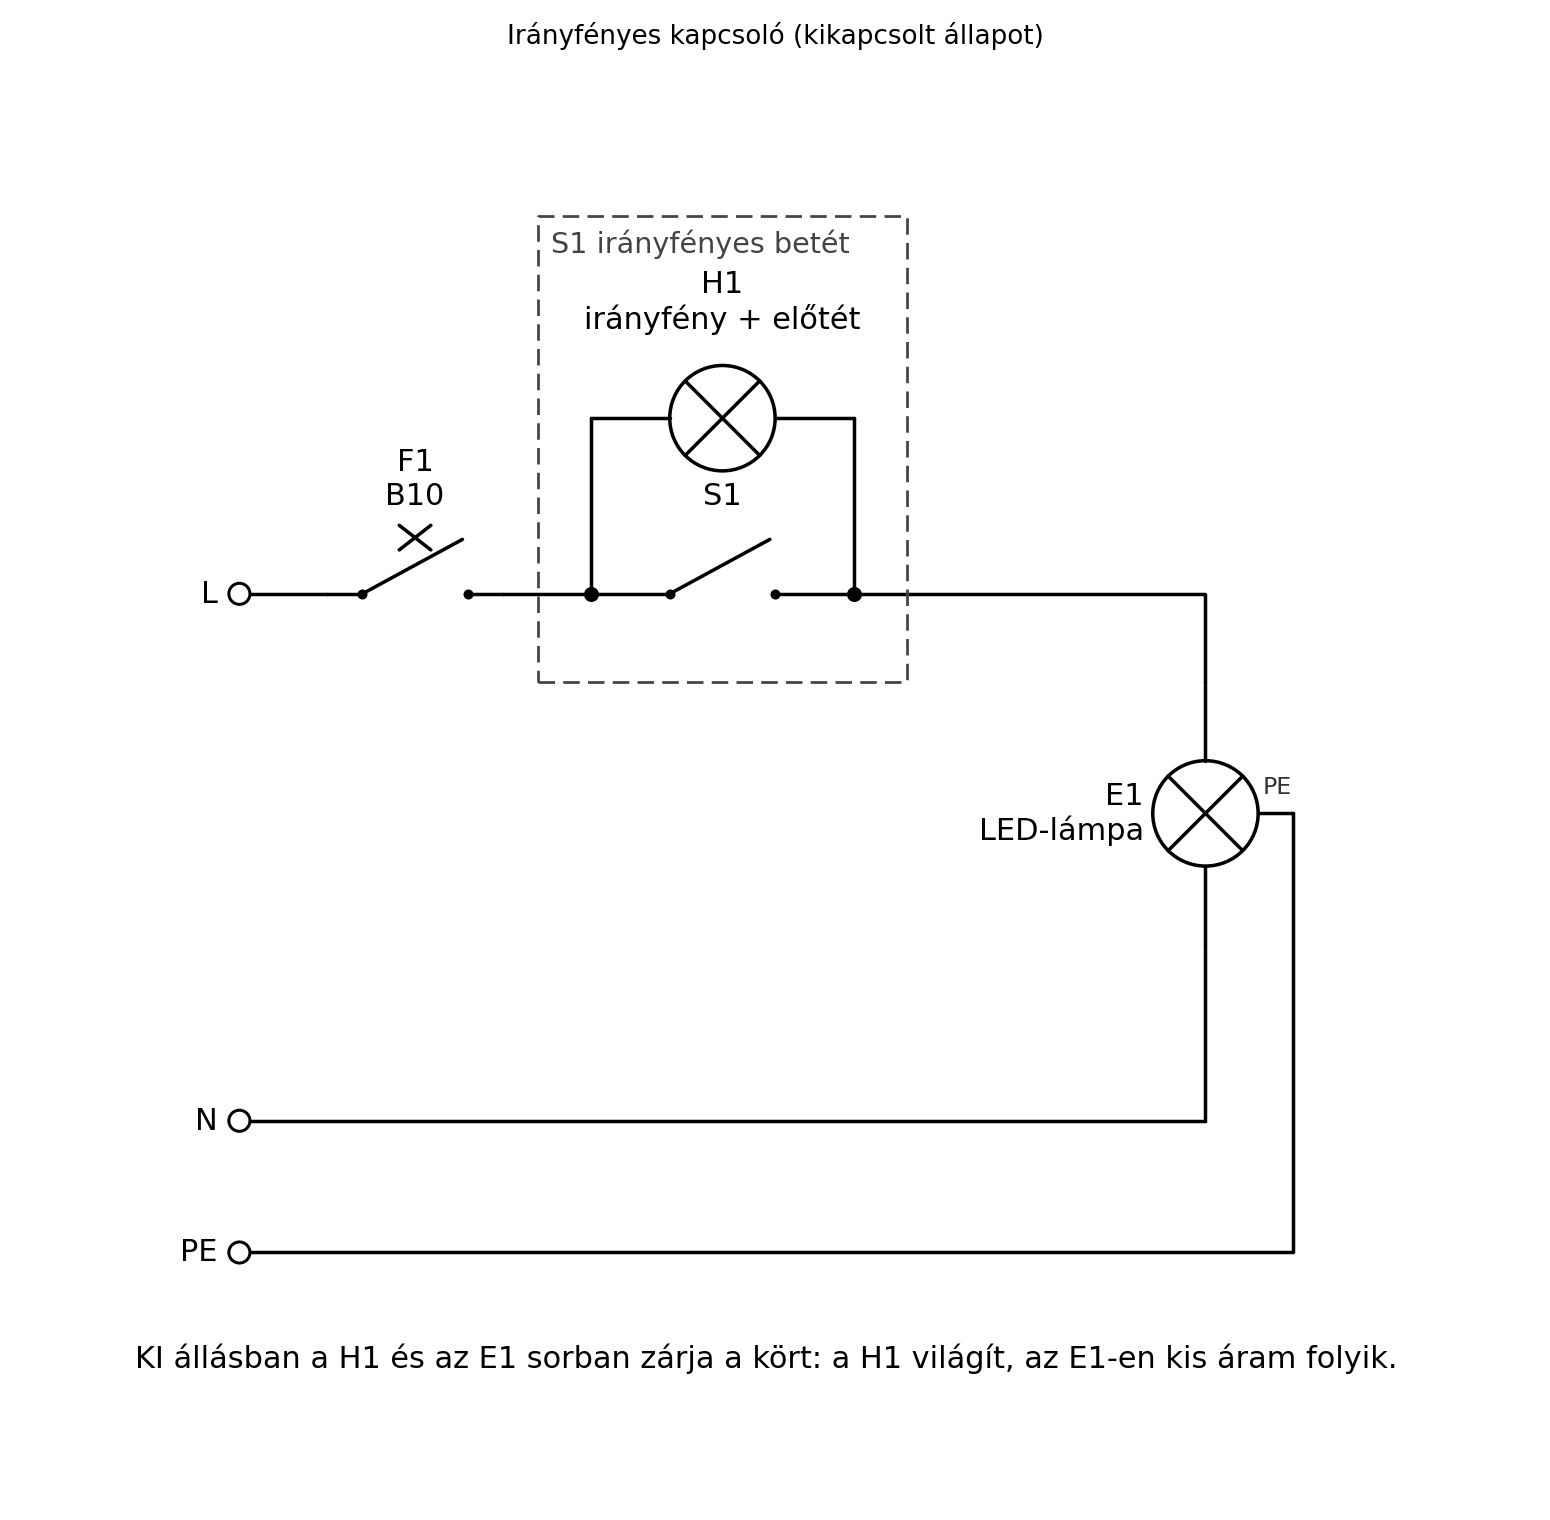 Irányfényes kapcsoló (kikapcsolt állapot)
S1 irányfényes betét
H1
irányfény + előtét
F1
B10
S1
L
E1
LED-lámpa
PE
N
PE
KI állásban a H1 és az E1 sorban zárja a kört: a H1 világít, az E1-en kis áram folyik.